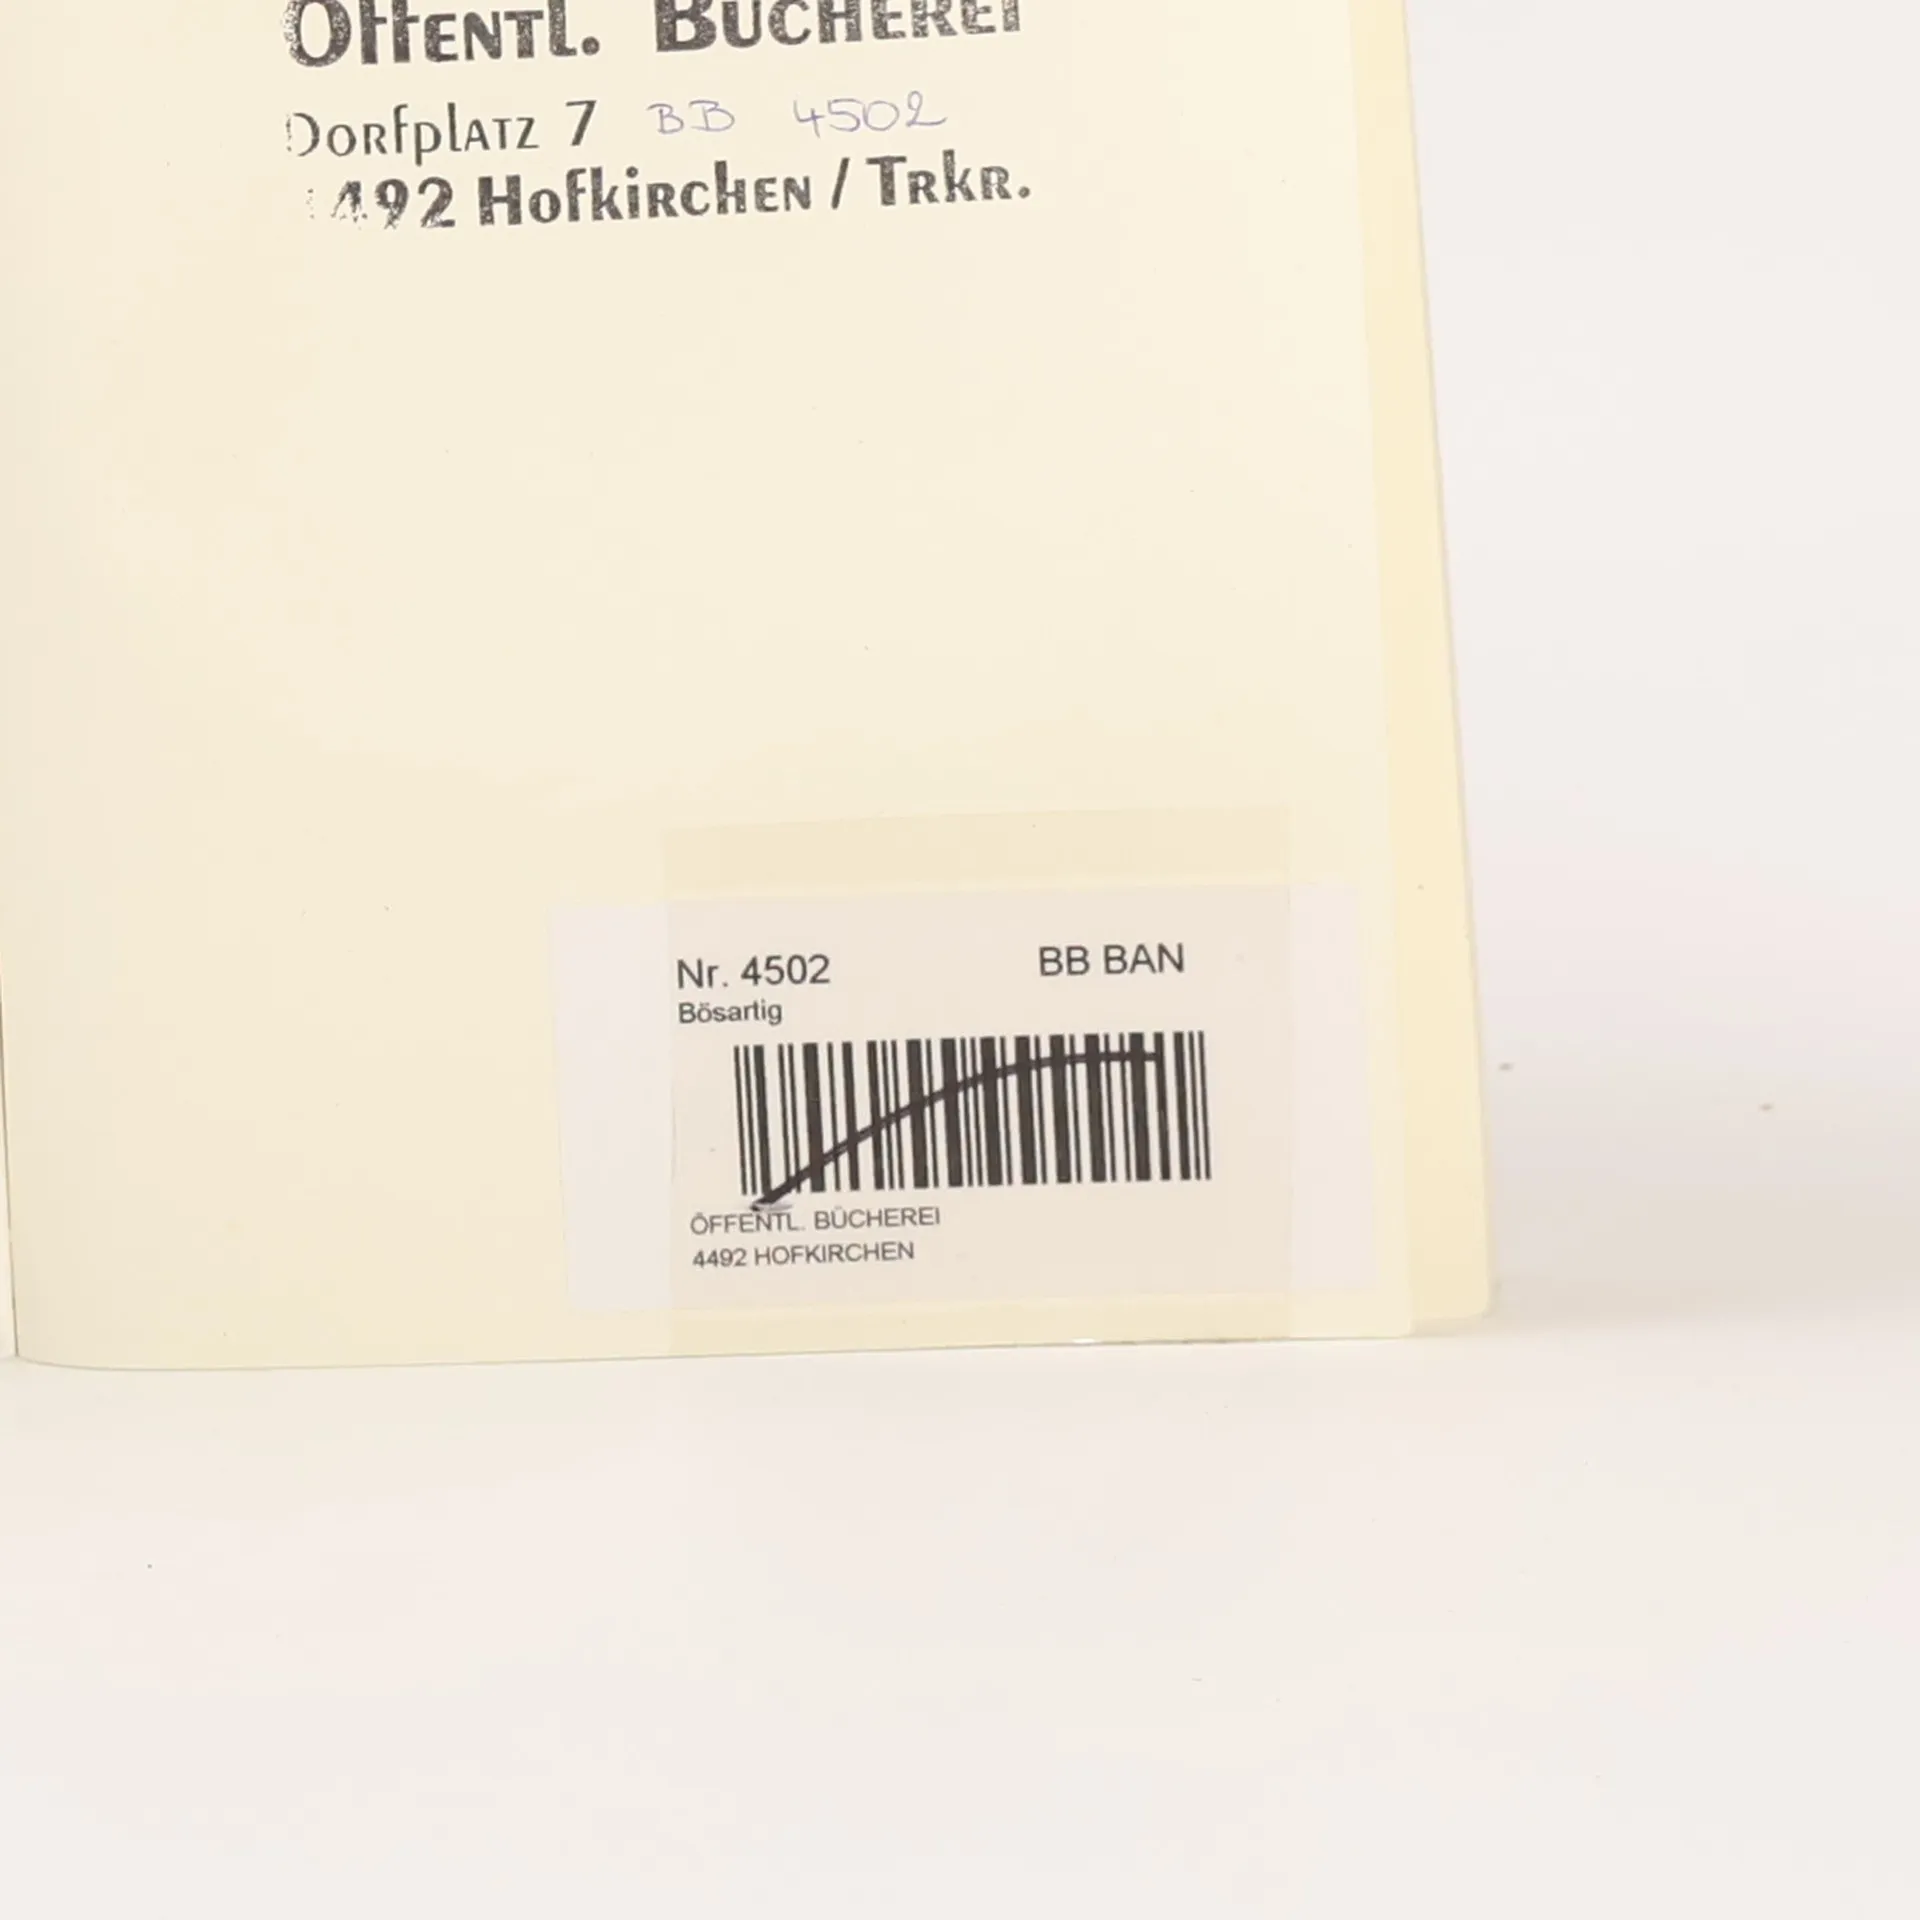 ÖffENTL. BÜCHEREI
DORfplATZ 7 BB 4502
4492 HofkiRCHEN / TRkR.
Nr. 4502 BB BAN
Bösartig
ÖFFENTL. BÜCHEREI
4492 HOFKIRCHEN